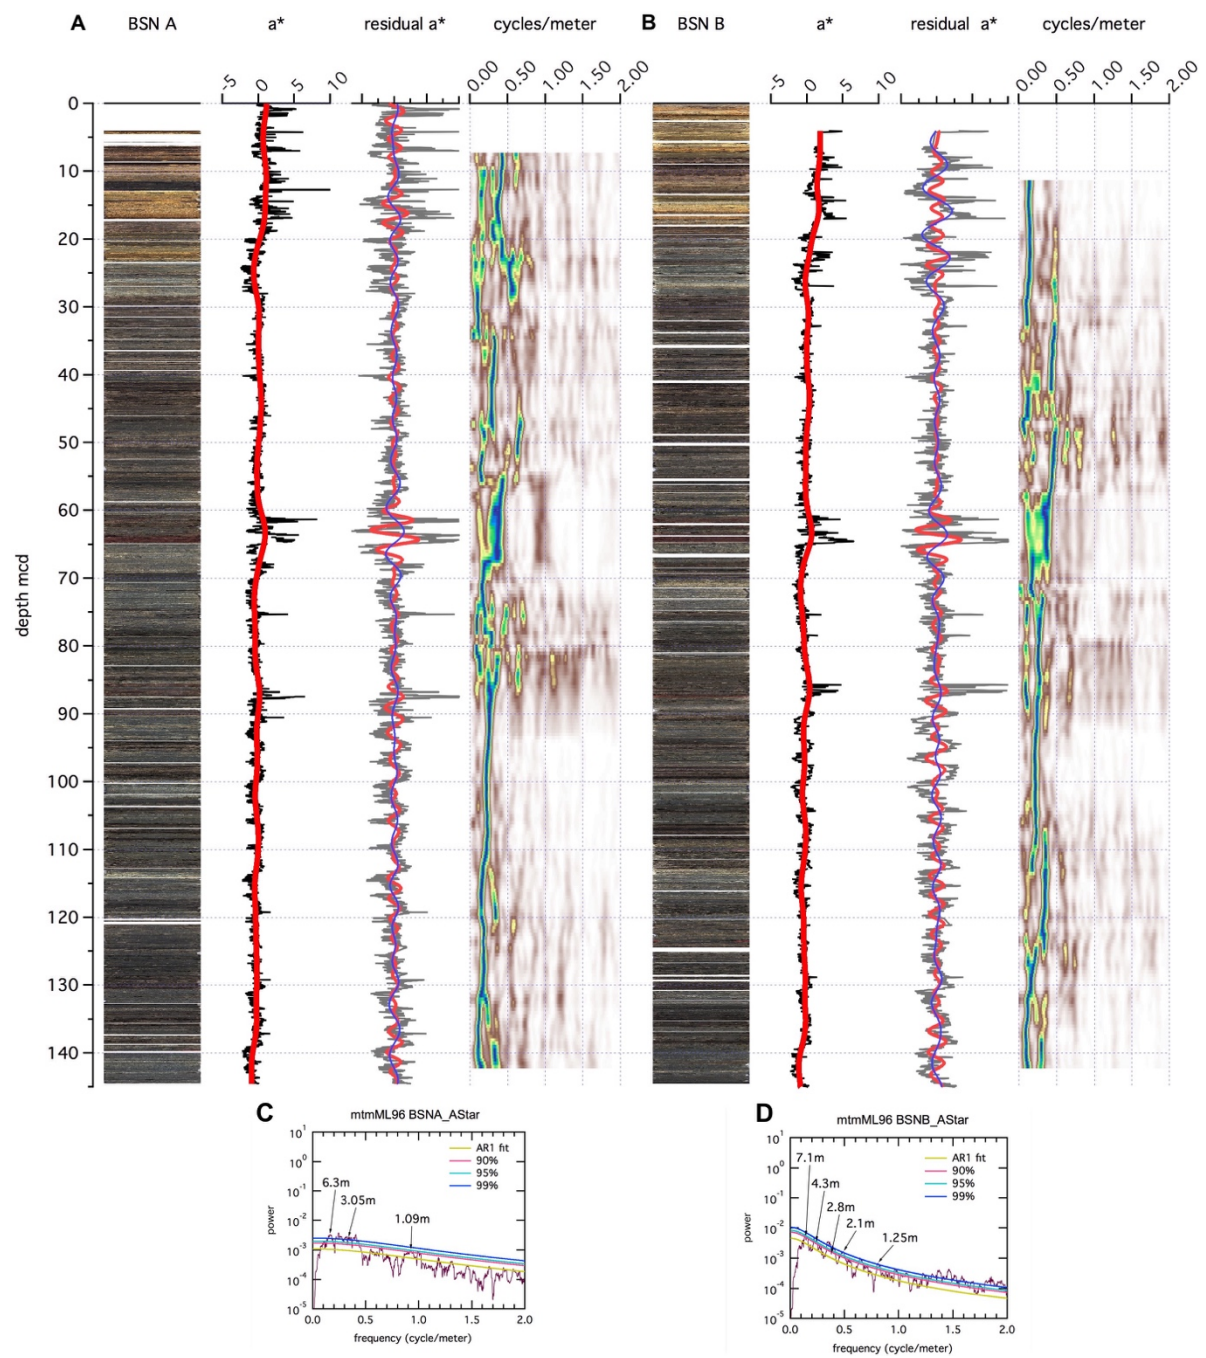 A BSN A a* residual a* cycles/meter B BSN B a* residual a* cycles/meter
-5 0 5 10 0.00 0.50 1.00 1.50 2.00 -5 0 5 10 0.00 0.50 1.00 1.50 2.00
0
10
20
30
40
50
60
70
80
90
100
110
120
130
140
depth mcd
C
mtmML96 BSNA_AStar
10^1
10^0
10^-1
10^-2
10^-3
10^-4
10^-5
power
AR1 fit
90%
95%
99%
6.3m
3.05m
1.09m
0.0 0.5 1.0 1.5 2.0
frequency (cycle/meter)
D
mtmML96 BSNB_AStar
10^1
10^0
10^-1
10^-2
10^-3
10^-4
10^-5
power
AR1 fit
90%
95%
99%
7.1m
4.3m
2.8m
2.1m
1.25m
0.0 0.5 1.0 1.5 2.0
frequency (cycle/meter)